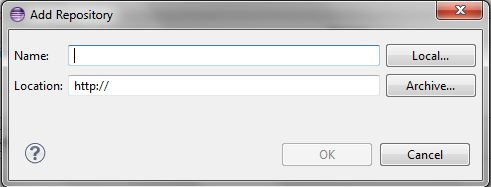 Add Repository
Name: Local...
Location: http:// Archive...
? OK Cancel